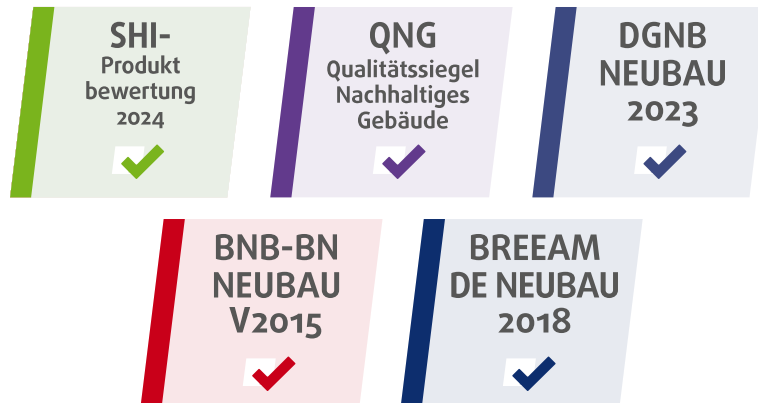 SHI-
Produkt
bewertung
2024
QNG
Qualitätssiegel
Nachhaltiges
Gebäude
DGNB
NEUBAU
2023
BNB-BN
NEUBAU
V2015
BREEAM
DE NEUBAU
2018